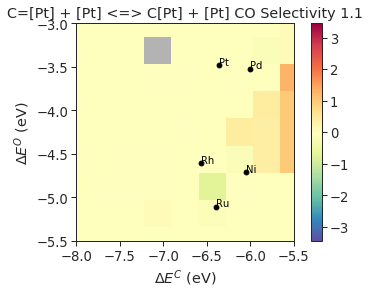 C=[Pt] + [Pt] <=> C[Pt] + [Pt] CO Selectivity 1.1
−3.0
−3.5
−4.0
−4.5
−5.0
−5.5
ΔE^O (eV)
Pt
Pd
Rh
Ni
Ru
−8.0 −7.5 −7.0 −6.5 −6.0 −5.5
ΔE^C (eV)
3
2
1
0
−1
−2
−3